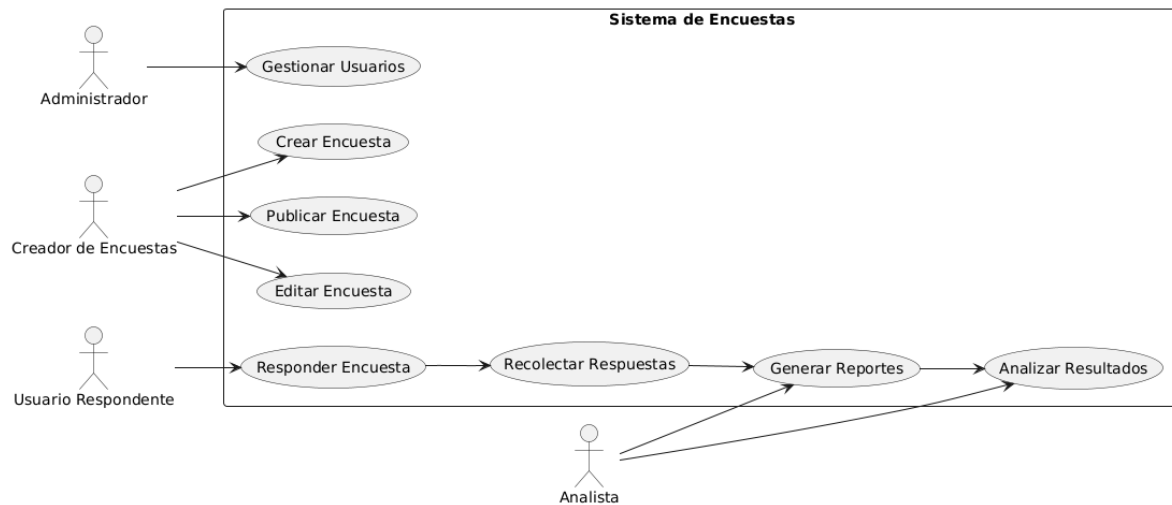 Sistema de Encuestas
Administrador
Gestionar Usuarios
Crear Encuesta
Creador de Encuestas
Publicar Encuesta
Editar Encuesta
Usuario Respondente
Responder Encuesta
Recolectar Respuestas
Generar Reportes
Analizar Resultados
Analista